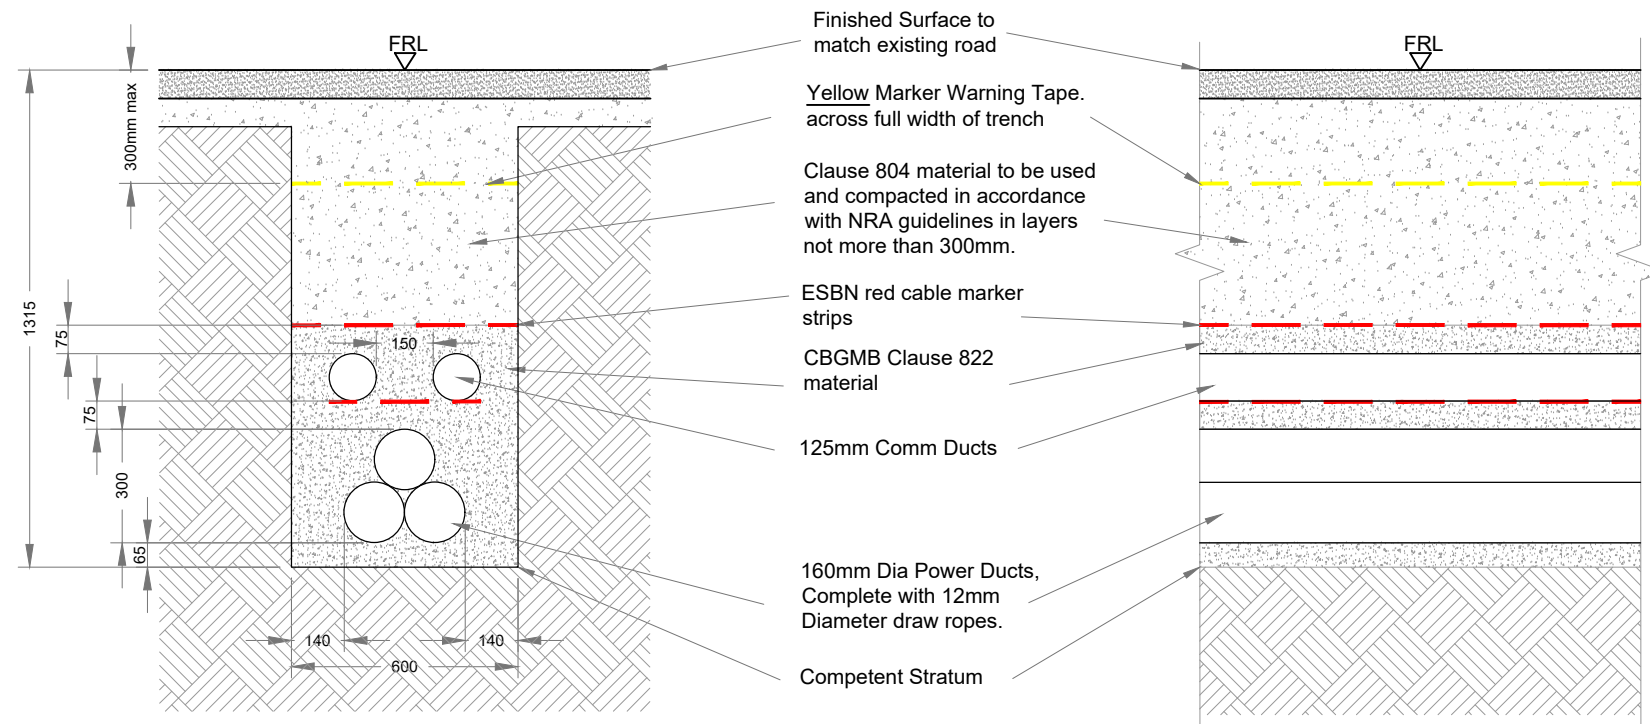 FRL
300mm max
1315
75
150
75
300
65
140
140
600
Finished Surface to
match existing road
Yellow Marker Warning Tape.
across full width of trench
Clause 804 material to be used
and compacted in accordance
with NRA guidelines in layers
not more than 300mm.
ESBN red cable marker
strips
CBGMB Clause 822
material
125mm Comm Ducts
160mm Dia Power Ducts,
Complete with 12mm
Diameter draw ropes.
Competent Stratum
FRL